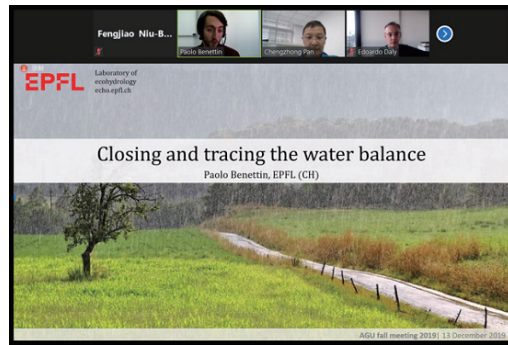 Fengjiao Niu-B...
Paolo Benettin
Chengzhong Pan
Edoardo Daly
EPFL
Laboratory of
ecohydrology
echo.epfl.ch
Closing and tracing the water balance
Paolo Benettin, EPFL (CH)
AGU fall meeting 2019| 13 December 2019